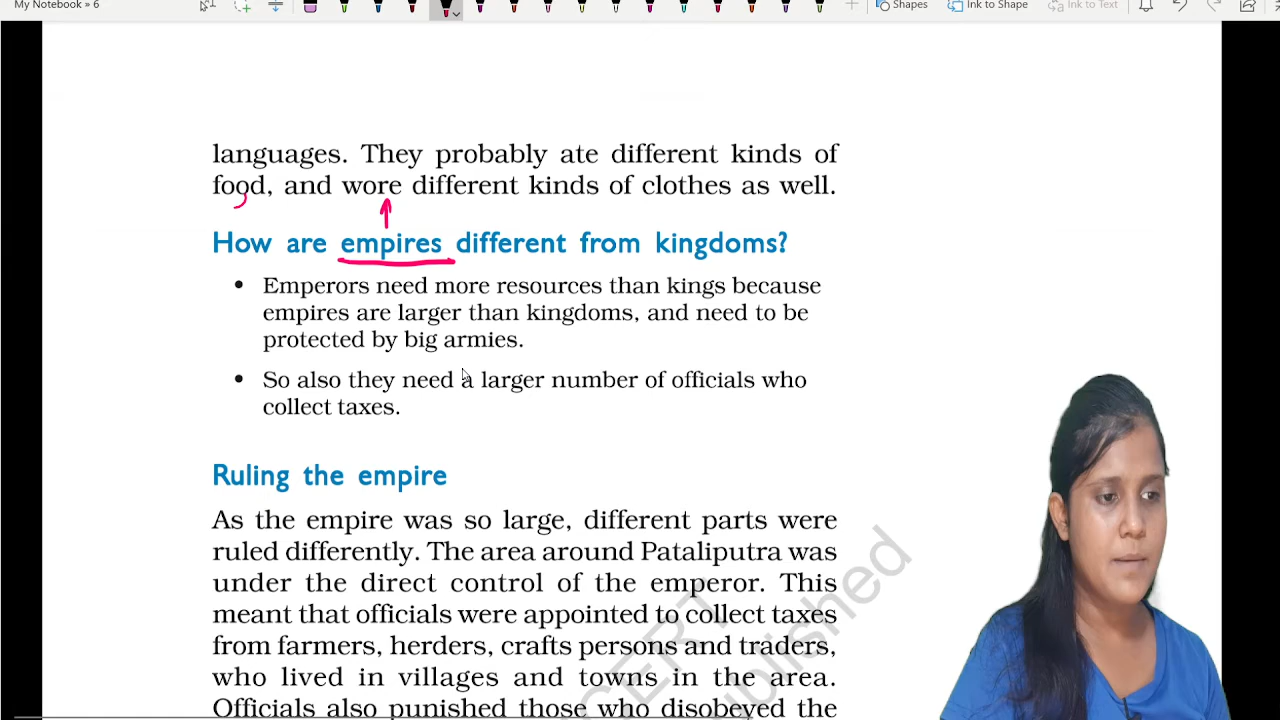 My Notebook » 6
Shapes
Ink to Shape
Ink to Text
languages. They probably ate different kinds of
food, and wore different kinds of clothes as well.
How are empires different from kingdoms?
• Emperors need more resources than kings because
empires are larger than kingdoms, and need to be
protected by big armies.
• So also they need a larger number of officials who
collect taxes.
Ruling the empire
As the empire was so large, different parts were
ruled differently. The area around Pataliputra was
under the direct control of the emperor. This
meant that officials were appointed to collect taxes
from farmers, herders, crafts persons and traders,
who lived in villages and towns in the area.
Officials also punished those who disobeyed the